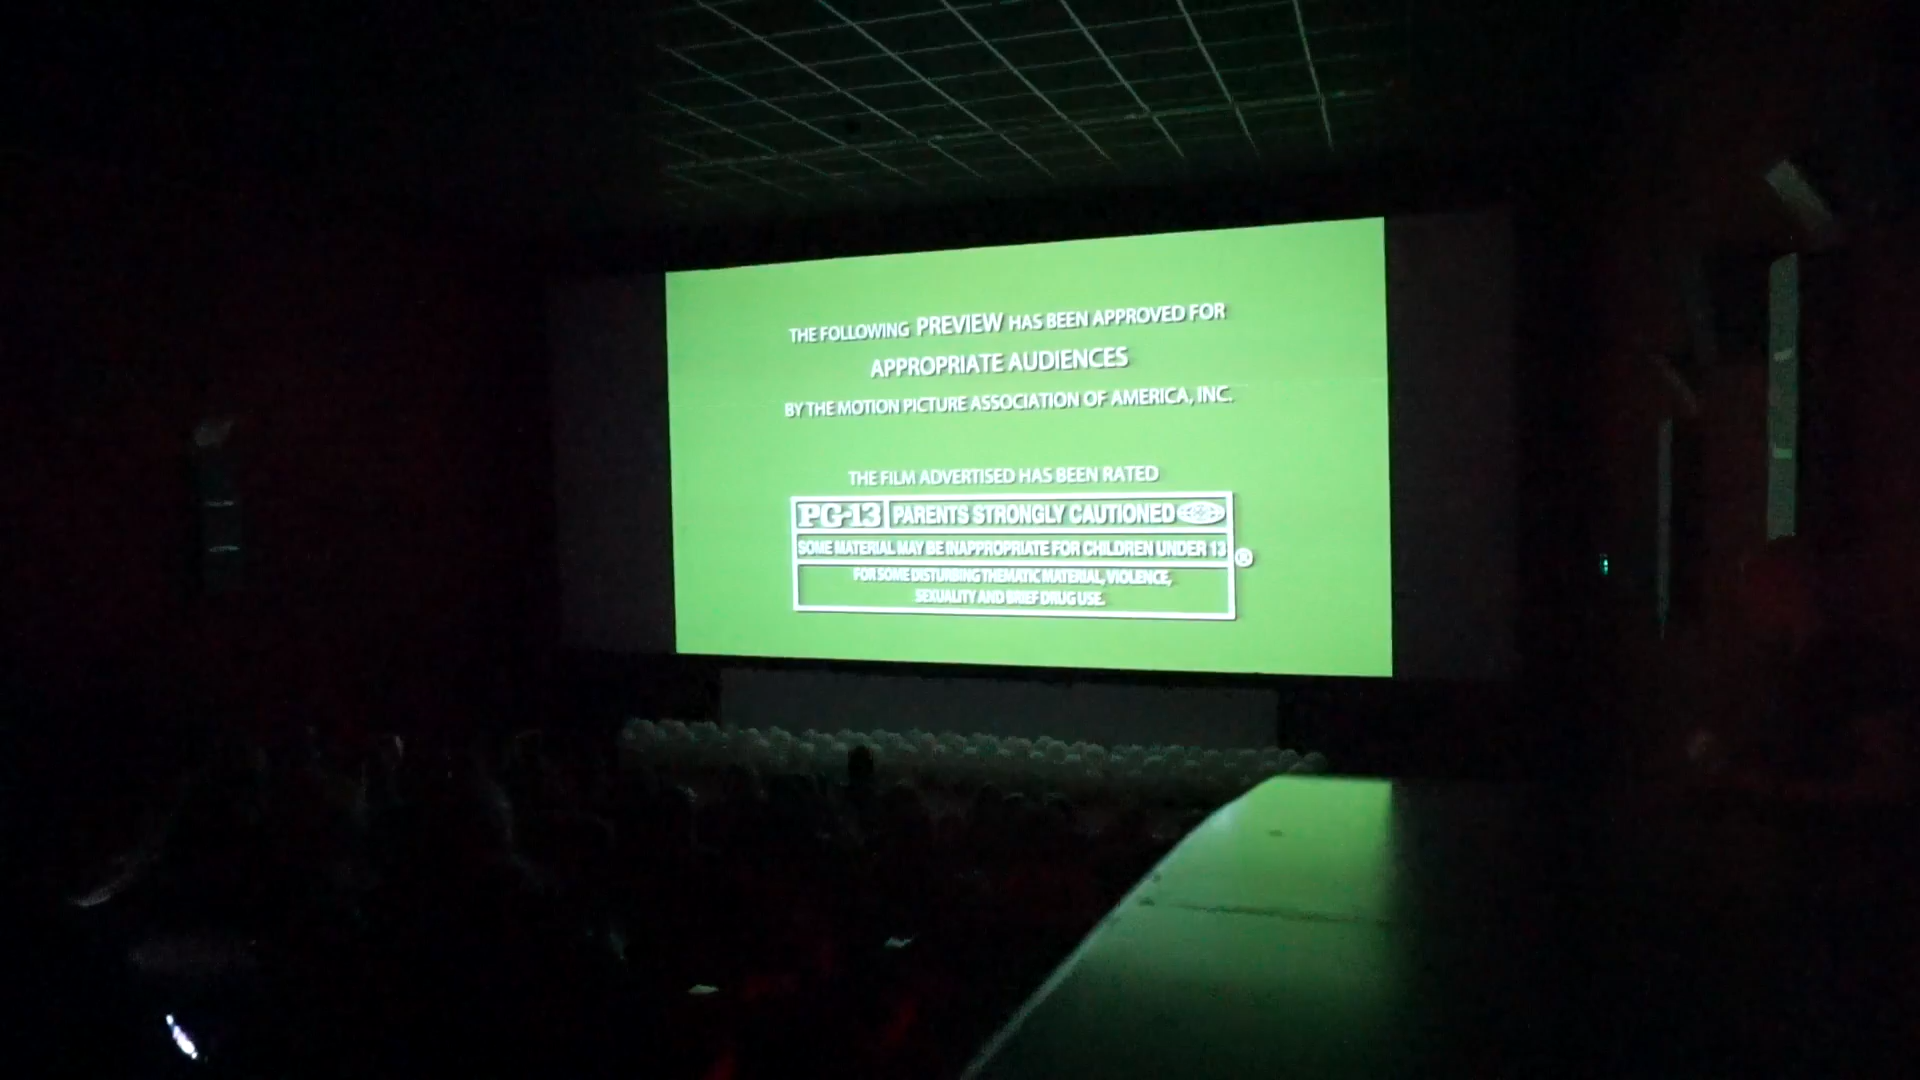 THE FOLLOWING PREVIEW HAS BEEN APPROVED FOR
APPROPRIATE AUDIENCES
BY THE MOTION PICTURE ASSOCIATION OF AMERICA, INC.
THE FILM ADVERTISED HAS BEEN RATED
PG-13 PARENTS STRONGLY CAUTIONED
SOME MATERIAL MAY BE INAPPROPRIATE FOR CHILDREN UNDER 13 ®
FOR SOME DISTURBING THEMATIC MATERIAL, VIOLENCE,
SEXUALITY AND BRIEF DRUG USE.